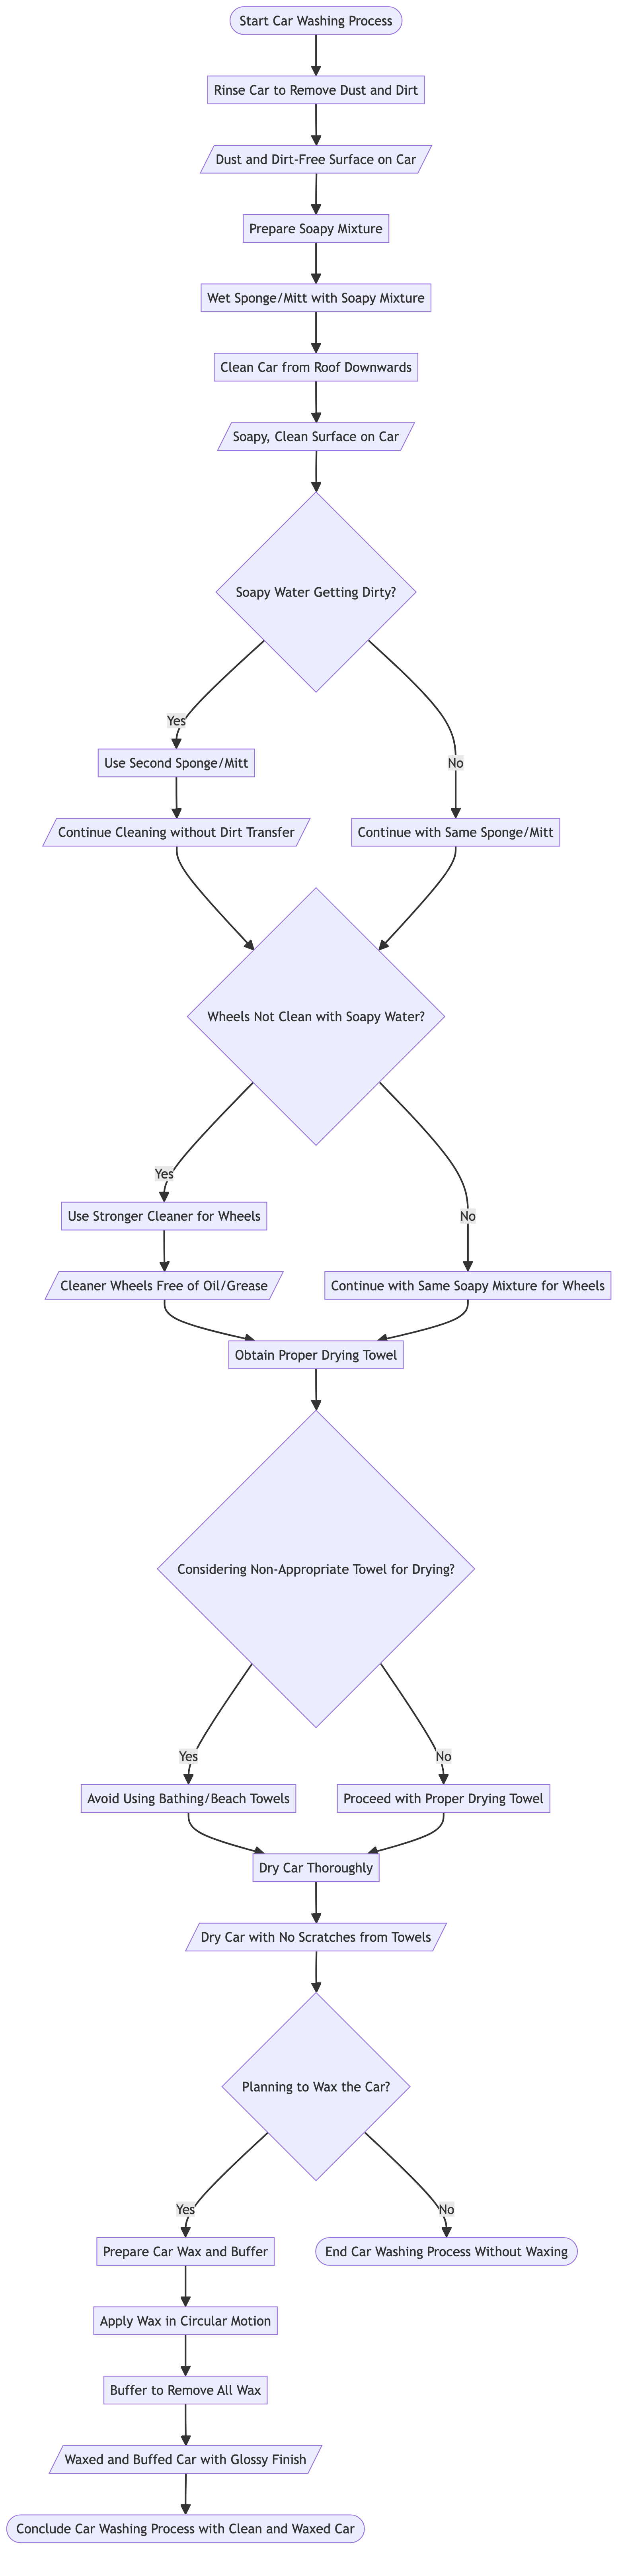 Start Car Washing Process
Rinse Car to Remove Dust and Dirt
Dust and Dirt-Free Surface on Car
Prepare Soapy Mixture
Wet Sponge/Mitt with Soapy Mixture
Clean Car from Roof Downwards
Soapy, Clean Surface on Car
Soapy Water Getting Dirty?
Yes
No
Use Second Sponge/Mitt
Continue Cleaning without Dirt Transfer
Continue with Same Sponge/Mitt
Wheels Not Clean with Soapy Water?
Yes
No
Use Stronger Cleaner for Wheels
Cleaner Wheels Free of Oil/Grease
Continue with Same Soapy Mixture for Wheels
Obtain Proper Drying Towel
Considering Non-Appropriate Towel for Drying?
Yes
No
Avoid Using Bathing/Beach Towels
Proceed with Proper Drying Towel
Dry Car Thoroughly
Dry Car with No Scratches from Towels
Planning to Wax the Car?
Yes
No
Prepare Car Wax and Buffer
End Car Washing Process Without Waxing
Apply Wax in Circular Motion
Buffer to Remove All Wax
Waxed and Buffed Car with Glossy Finish
Conclude Car Washing Process with Clean and Waxed Car